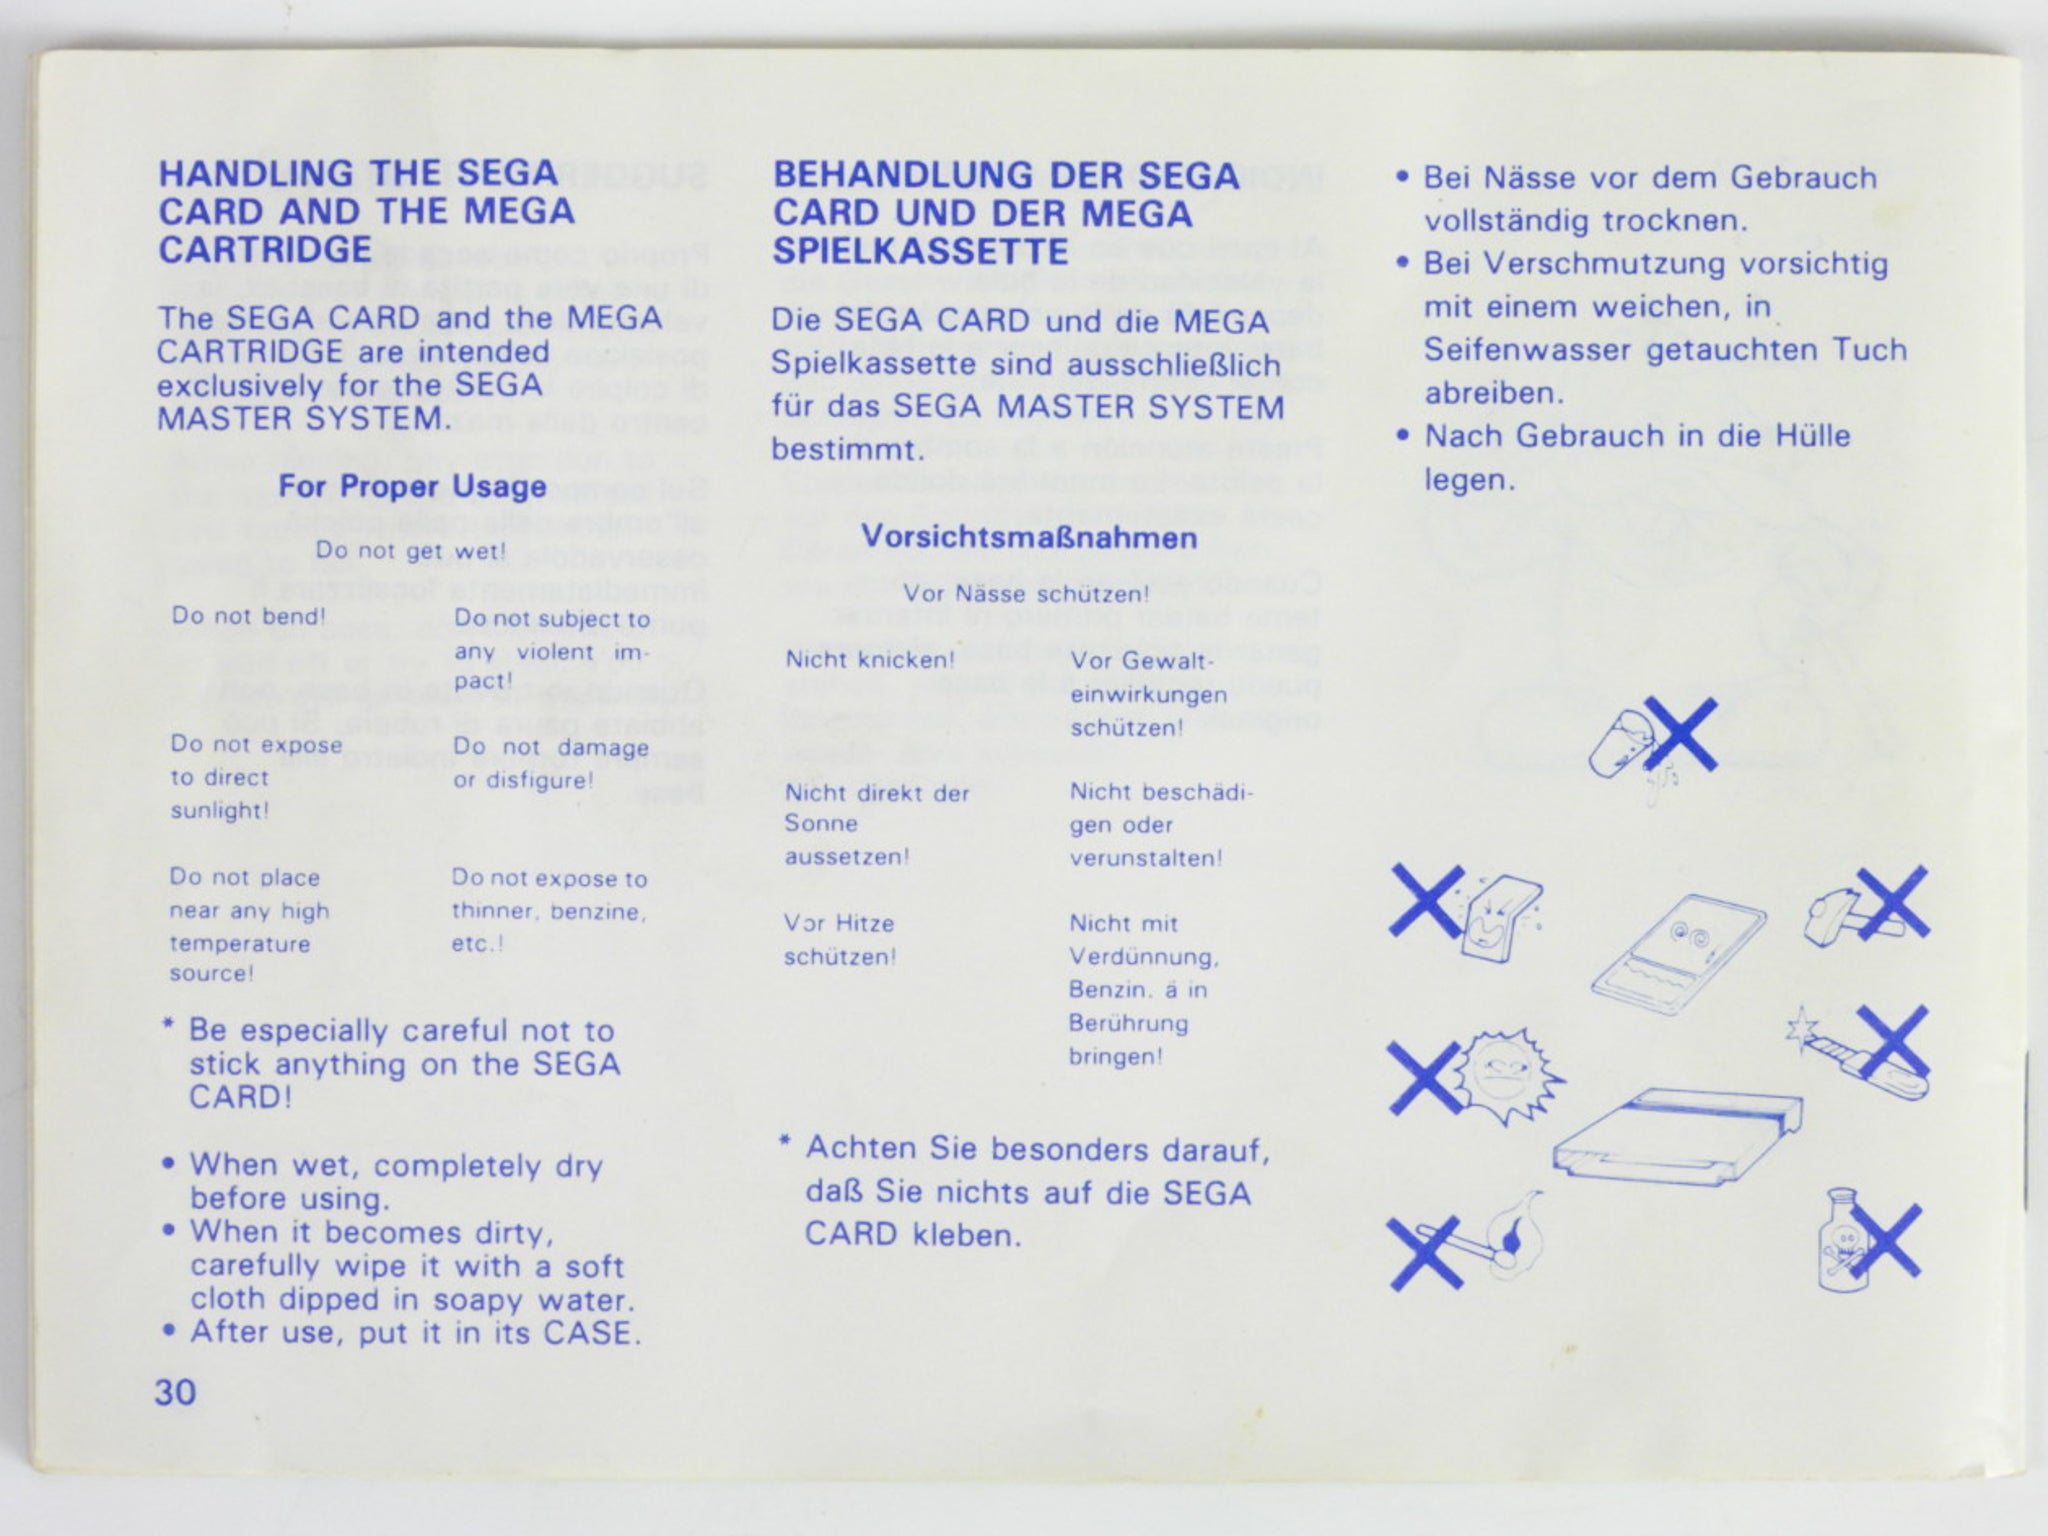 HANDLING THE SEGA
CARD AND THE MEGA
CARTRIDGE
The SEGA CARD and the MEGA
CARTRIDGE are intended
exclusively for the SEGA
MASTER SYSTEM.
For Proper Usage
Do not get wet!
Do not bend!
Do not subject to
any violent im-
pact!
Do not expose
to direct
sunlight!
Do not damage
or disfigure!
Do not place
near any high
temperature
source!
Do not expose to
thinner, benzine,
etc.!
* Be especially careful not to
stick anything on the SEGA
CARD!
• When wet, completely dry
before using.
• When it becomes dirty,
carefully wipe it with a soft
cloth dipped in soapy water.
• After use, put it in its CASE.
30
BEHANDLUNG DER SEGA
CARD UND DER MEGA
SPIELKASSETTE
Die SEGA CARD und die MEGA
Spielkassette sind ausschließlich
für das SEGA MASTER SYSTEM
bestimmt.
Vorsichtsmaßnahmen
Vor Nässe schützen!
Nicht knicken!
Vor Gewalt-
einwirkungen
schützen!
Nicht direkt der
Sonne
aussetzen!
Nicht beschädi-
gen oder
verunstalten!
Vor Hitze
schützen!
Nicht mit
Verdünnung,
Benzin. ä in
Berührung
bringen!
* Achten Sie besonders darauf,
daß Sie nichts auf die SEGA
CARD kleben.
• Bei Nässe vor dem Gebrauch
vollständig trocknen.
• Bei Verschmutzung vorsichtig
mit einem weichen, in
Seifenwasser getauchten Tuch
abreiben.
• Nach Gebrauch in die Hülle
legen.